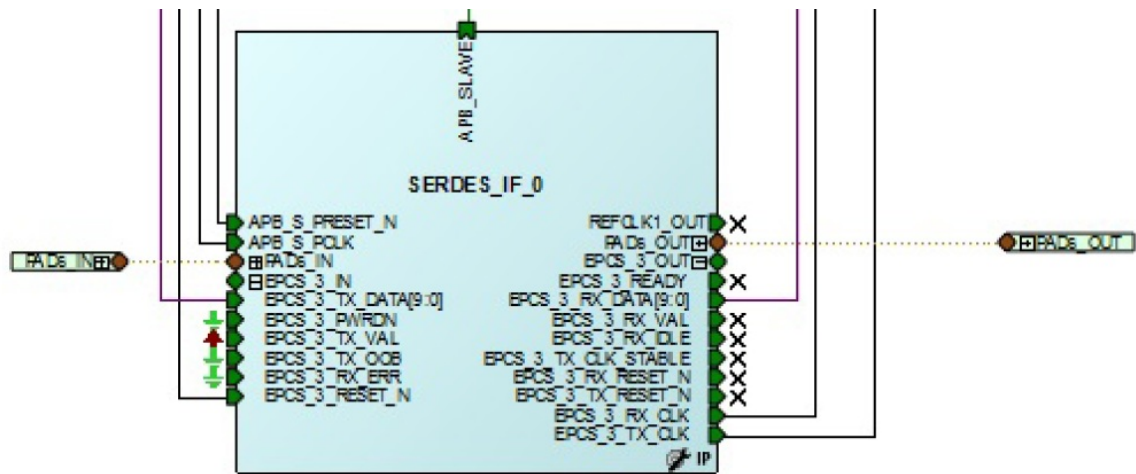 APB_SLAVE
SERDES_IF_0
APB_S_PRESET_N
REFCLK1_OUT
APB_S_PCLK
PADs_OUT
PADs_OUT
PADs_IN
PADs_IN
EPCS_3_OUT
EPCS_3_IN
EPCS_3_READY
EPCS_3_TX_DATA[9:0]
EPCS_3_RX_DATA[9:0]
EPCS_3_PWRDN
EPCS_3_RX_VAL
EPCS_3_TX_VAL
EPCS_3_RX_IDLE
EPCS_3_TX_OOB
EPCS_3_TX_CLK_STABLE
EPCS_3_RX_ERR
EPCS_3_RX_RESET_N
EPCS_3_RESET_N
EPCS_3_TX_RESET_N
EPCS_3_RX_CLK
EPCS_3_TX_CLK
IP